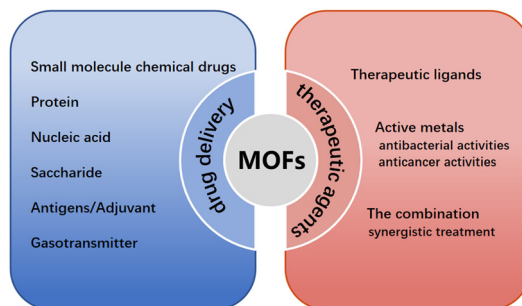 Small molecule chemical drugs
Protein
Nucleic acid
Saccharide
Antigens/Adjuvant
Gasotransmitter
drug delivery
MOFs
therapeutic agents
Therapeutic ligands
Active metals
antibacterial activities
anticancer activities
The combination
synergistic treatment